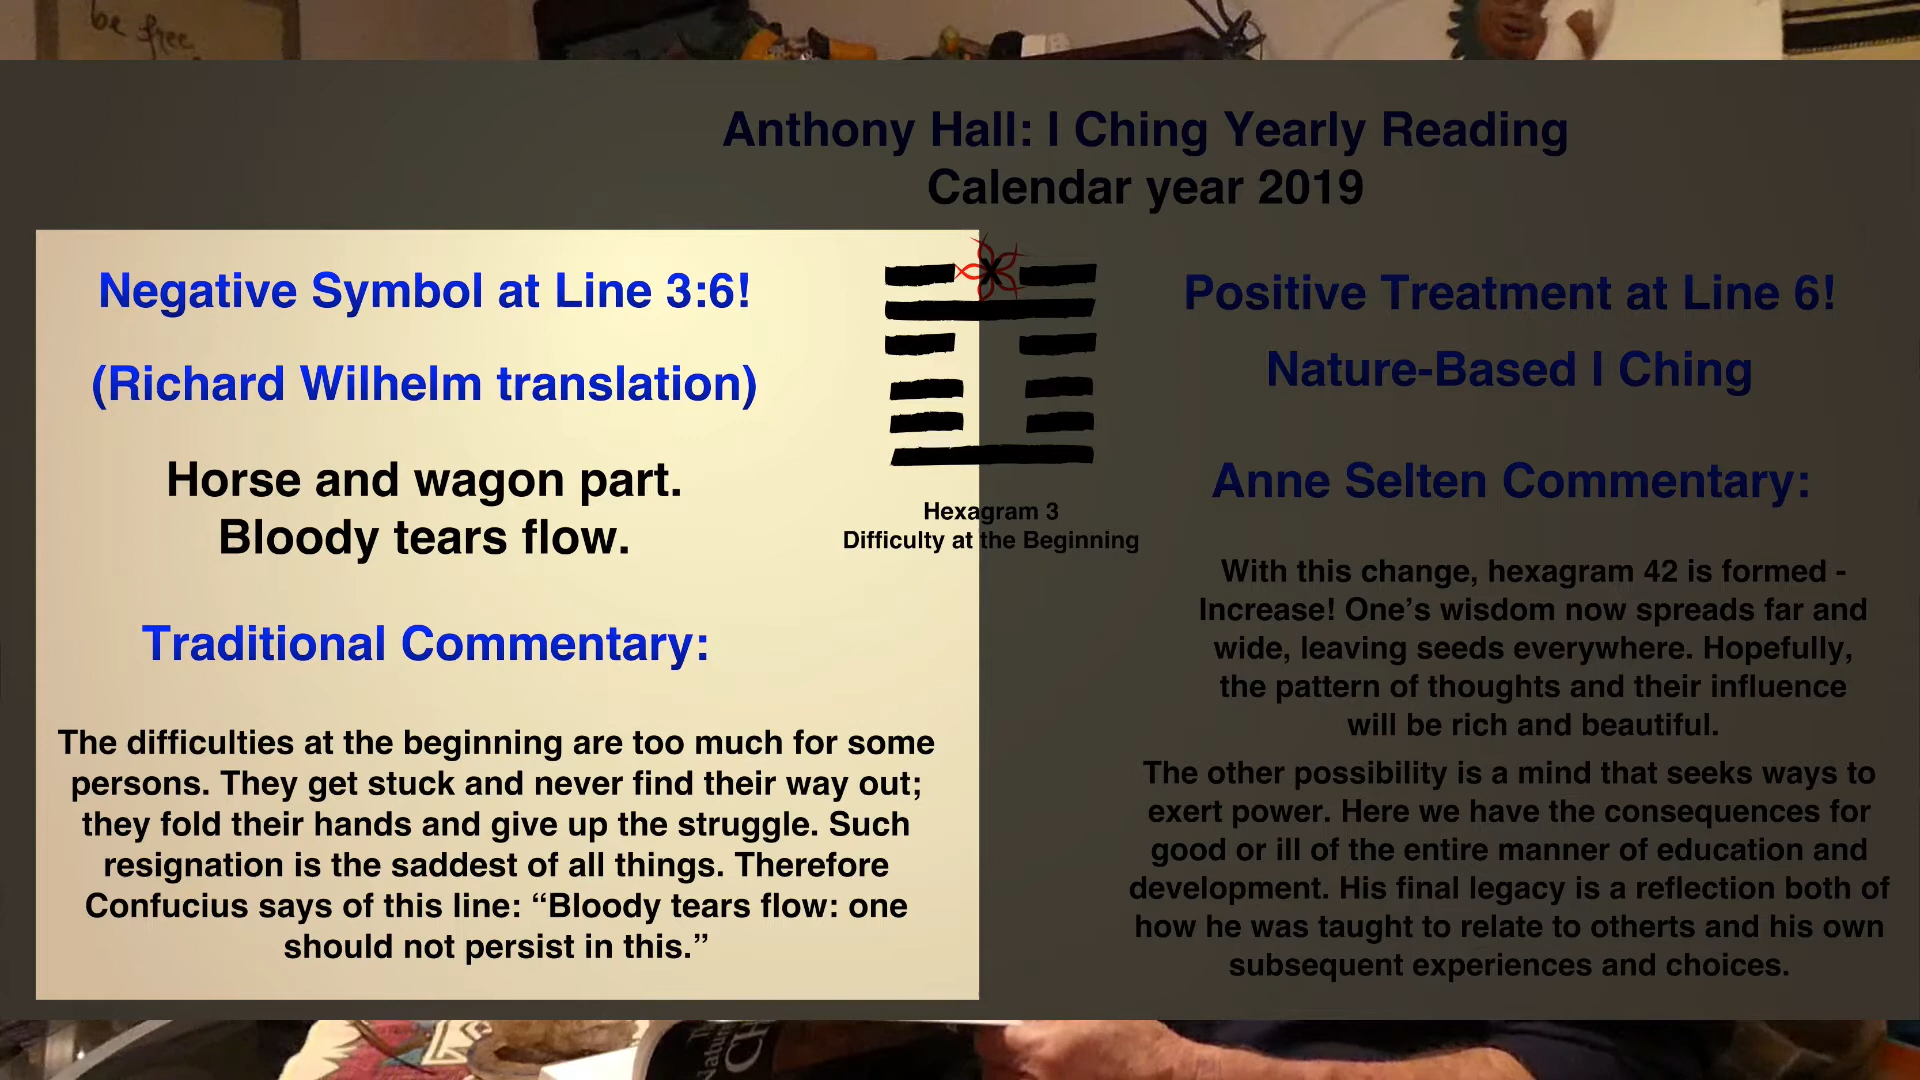 be free
Anthony Hall: I Ching Yearly Reading
Calendar year 2019
Negative Symbol at Line 3:6!
(Richard Wilhelm translation)
Horse and wagon part.
Bloody tears flow.
Traditional Commentary:
The difficulties at the beginning are too much for some
persons. They get stuck and never find their way out;
they fold their hands and give up the struggle. Such
resignation is the saddest of all things. Therefore
Confucius says of this line: “Bloody tears flow: one
should not persist in this.”
Hexagram 3
Difficulty at the Beginning
Positive Treatment at Line 6!
Nature-Based I Ching
Anne Selten Commentary:
With this change, hexagram 42 is formed -
Increase! One’s wisdom now spreads far and
wide, leaving seeds everywhere. Hopefully,
the pattern of thoughts and their influence
will be rich and beautiful.
The other possibility is a mind that seeks ways to
exert power. Here we have the consequences for
good or ill of the entire manner of education and
development. His final legacy is a reflection both of
how he was taught to relate to otherts and his own
subsequent experiences and choices.